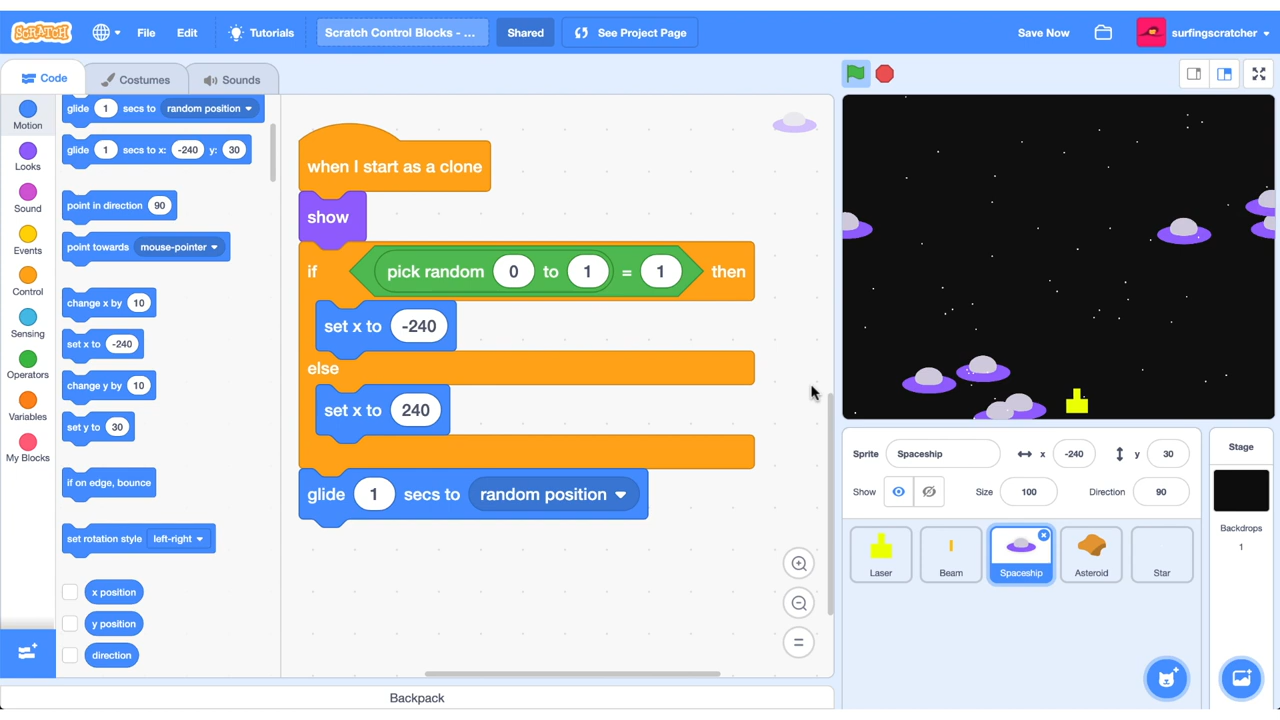 SCRATCH File Edit Tutorials Scratch Control Blocks - ... Shared See Project Page Save Now surfingscratcher
Code Costumes Sounds
Motion
Looks
Sound
Events
Control
Sensing
Operators
Variables
My Blocks
glide 1 secs to random position
glide 1 secs to x: -240 y: 30
point in direction 90
point towards mouse-pointer
change x by 10
set x to -240
change y by 10
set y to 30
if on edge, bounce
set rotation style left-right
x position
y position
direction
when I start as a clone
show
if pick random 0 to 1 = 1 then
set x to -240
else
set x to 240
glide 1 secs to random position
=
Backpack
Sprite Spaceship x -240 y 30
Show Size 100 Direction 90
Laser Beam Spaceship Asteroid Star
Stage
Backdrops
1